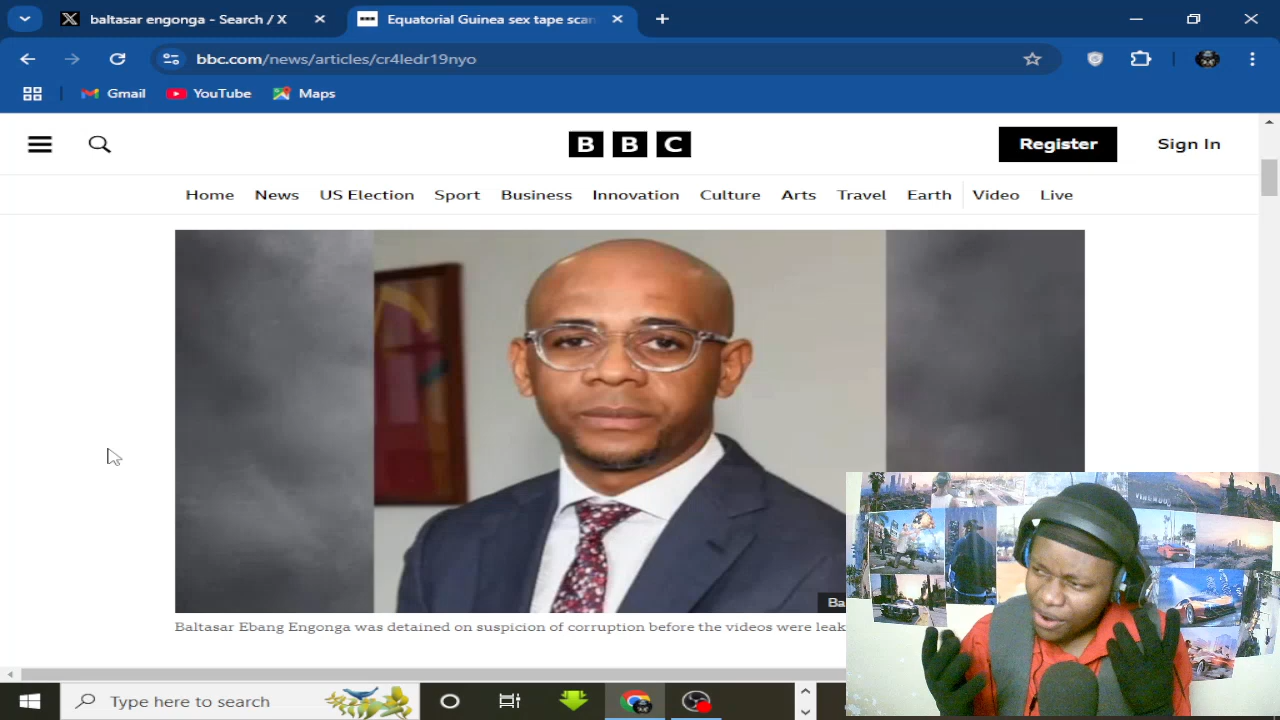 baltasar engonga - Search / X
Equatorial Guinea sex tape scan
bbc.com/news/articles/cr4ledr19nyo
Gmail
YouTube
Maps
BBC
Register
Sign In
Home
News
US Election
Sport
Business
Innovation
Culture
Arts
Travel
Earth
Video
Live
Ba
Baltasar Ebang Engonga was detained on suspicion of corruption before the videos were leak
Type here to search